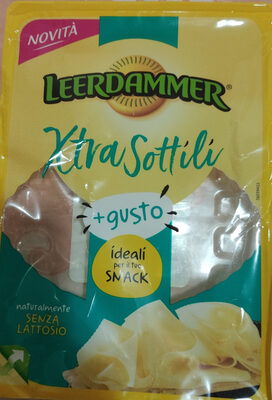 NOVITÀ
LEERDAMMER®
Xtra Sottili
+gusto
ideali
per il tuo
SNACK
naturalmente
SENZA
LATTOSIO